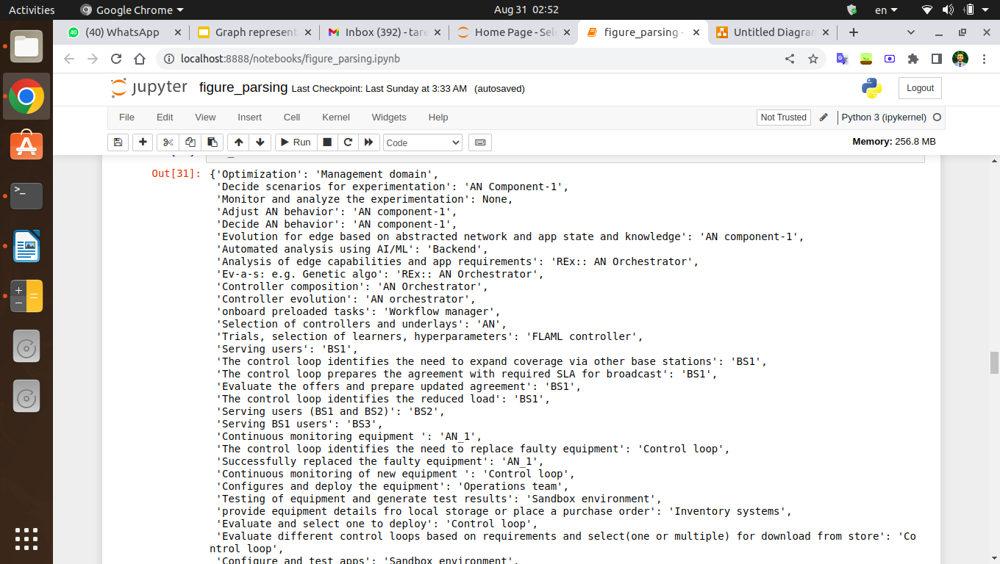 Activities
Google Chrome
Aug 31 02:52
en
(40) WhatsApp
Graph represent
Inbox (392) - tare
Home Page - Sele
figure_parsing -
Untitled Diagram
localhost:8888/notebooks/figure_parsing.ipynb
jupyter figure_parsing Last Checkpoint: Last Sunday at 3:33 AM (autosaved)
Logout
File Edit View Insert Cell Kernel Widgets Help
Not Trusted
Python 3 (ipykernel)
Run
Code
Memory: 256.8 MB
Out[31]: {'Optimization': 'Management domain',
'Decide scenarios for experimentation': 'AN Component-1',
'Monitor and analyze the experimentation': None,
'Adjust AN behavior': 'AN component-1',
'Decide AN behavior': 'AN component-1',
'Evolution for edge based on abstracted network and app state and knowledge': 'AN component-1',
'Automated analysis using AI/ML': 'Backend',
'Analysis of edge capabilities and app requirements': 'REx:: AN Orchestrator',
'Ev-a-s: e.g. Genetic algo': 'REx:: AN Orchestrator',
'Controller composition': 'AN Orchestrator',
'Controller evolution': 'AN orchestrator',
'onboard preloaded tasks': 'Workflow manager',
'Selection of controllers and underlays': 'AN',
'Trials, selection of learners, hyperparameters': 'FLAML controller',
'Serving users': 'BS1',
'The control loop identifies the need to expand coverage via other base stations': 'BS1',
'The control loop prepares the agreement with required SLA for broadcast': 'BS1',
'Evaluate the offers and prepare updated agreement': 'BS1',
'The control loop identifies the reduced load': 'BS1',
'Serving users (BS1 and BS2)': 'BS2',
'Serving BS1 users': 'BS3',
'Continuous monitoring equipment ': 'AN_1',
'The control loop identifies the need to replace faulty equipment': 'Control loop',
'Successfully replaced the faulty equipment': 'AN_1',
'Continuous monitoring of new equipment ': 'Control loop',
'Configures and deploy the equipment': 'Operations team',
'Testing of equipment and generate test results': 'Sandbox environment',
'provide equipment details fro local storage or place a purchase order': 'Inventory systems',
'Evaluate and select one to deploy': 'Control loop',
'Evaluate different control loops based on requirements and select(one or multiple) for download from store': 'Co
ntrol loop',
'Configure and test apps': 'Sandbox environment',